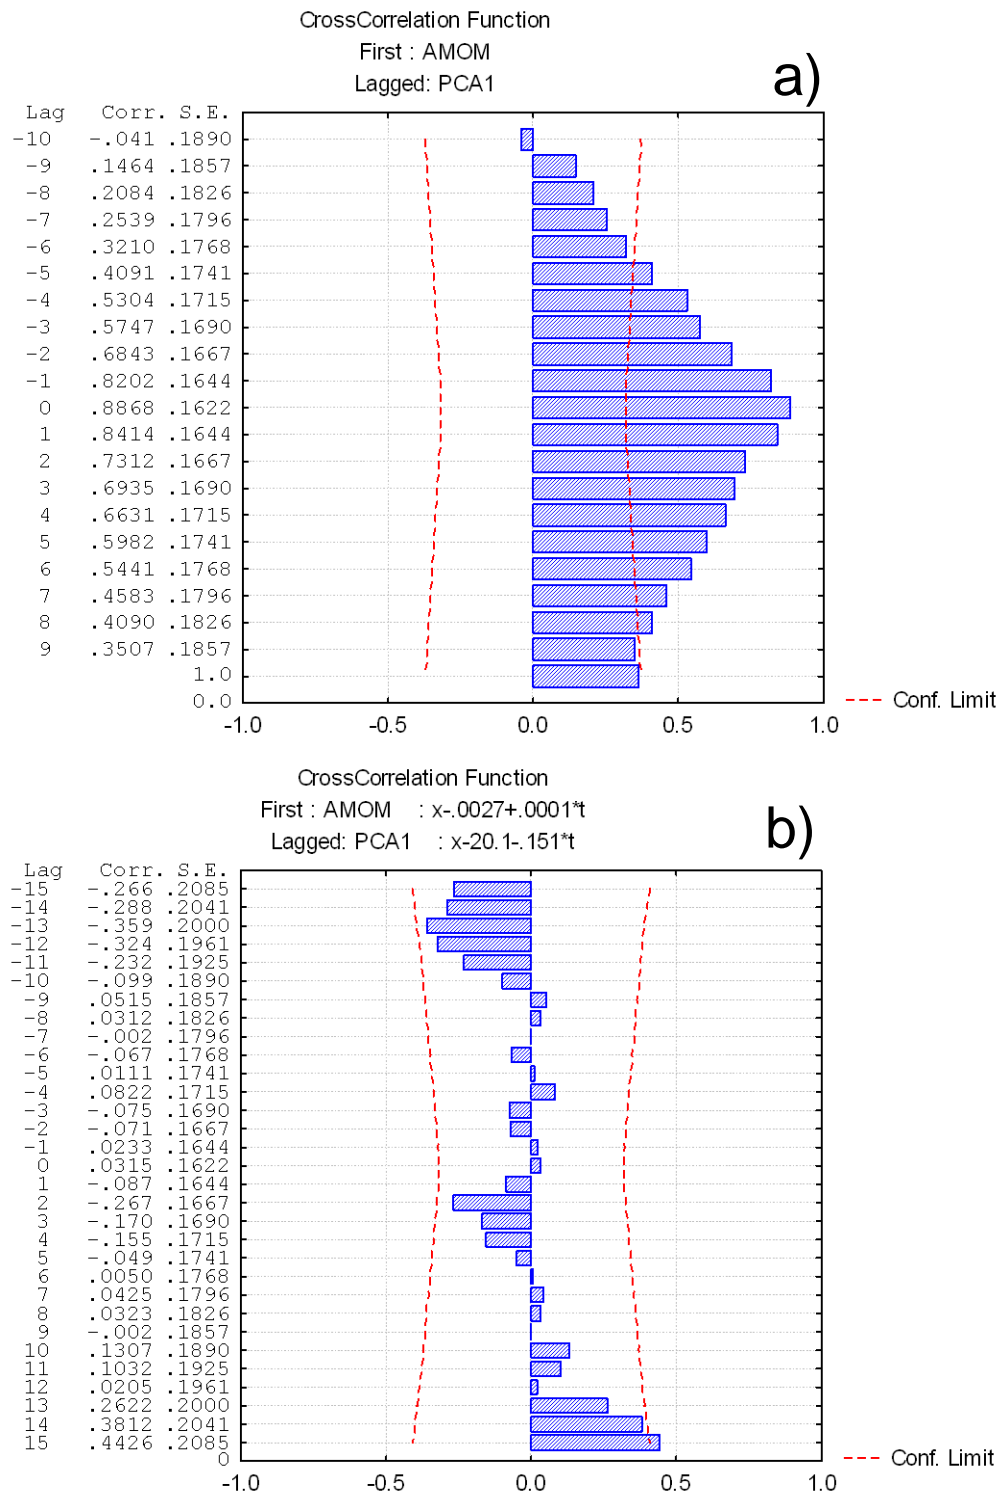 CrossCorrelation Function
First : AMOM
Lagged: PCA1
a)
Lag Corr. S.E.
-10 -.041 .1890
-9 .1464 .1857
-8 .2084 .1826
-7 .2539 .1796
-6 .3210 .1768
-5 .4091 .1741
-4 .5304 .1715
-3 .5747 .1690
-2 .6843 .1667
-1 .8202 .1644
0 .8868 .1622
1 .8414 .1644
2 .7312 .1667
3 .6935 .1690
4 .6631 .1715
5 .5982 .1741
6 .5441 .1768
7 .4583 .1796
8 .4090 .1826
9 .3507 .1857
1.0
0.0
Conf. Limit
-1.0 -0.5 0.0 0.5 1.0
CrossCorrelation Function
First : AMOM : x-.0027+.0001*t
Lagged: PCA1 : x-20.1-.151*t
b)
Lag Corr. S.E.
-15 -.266 .2085
-14 -.288 .2041
-13 -.359 .2000
-12 -.324 .1961
-11 -.232 .1925
-10 -.099 .1890
-9 .0515 .1857
-8 .0312 .1826
-7 -.002 .1796
-6 -.067 .1768
-5 .0111 .1741
-4 .0822 .1715
-3 -.075 .1690
-2 -.071 .1667
-1 .0233 .1644
0 .0315 .1622
1 -.087 .1644
2 -.267 .1667
3 -.170 .1690
4 -.155 .1715
5 -.049 .1741
6 .0050 .1768
7 .0425 .1796
8 .0323 .1826
9 -.002 .1857
10 .1307 .1890
11 .1032 .1925
12 .0205 .1961
13 .2622 .2000
14 .3812 .2041
15 .4426 .2085
0
Conf. Limit
-1.0 -0.5 0.0 0.5 1.0